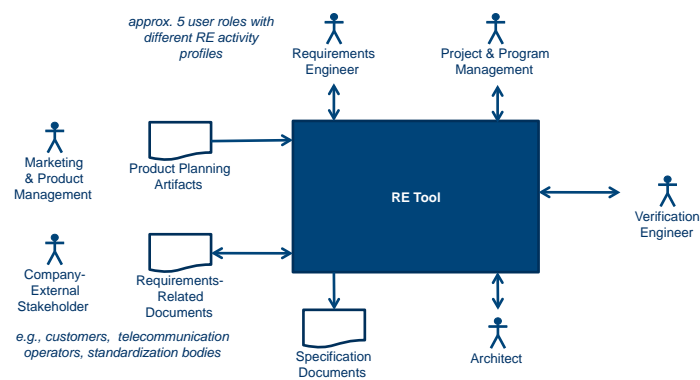 approx. 5 user roles with
different RE activity
profiles
Requirements
Engineer
Project & Program
Management
Marketing
& Product
Management
Product Planning
Artifacts
RE Tool
Verification
Engineer
Company-
External
Stakeholder
Requirements-
Related
Documents
e.g., customers, telecommunication
operators, standardization bodies
Specification
Documents
Architect